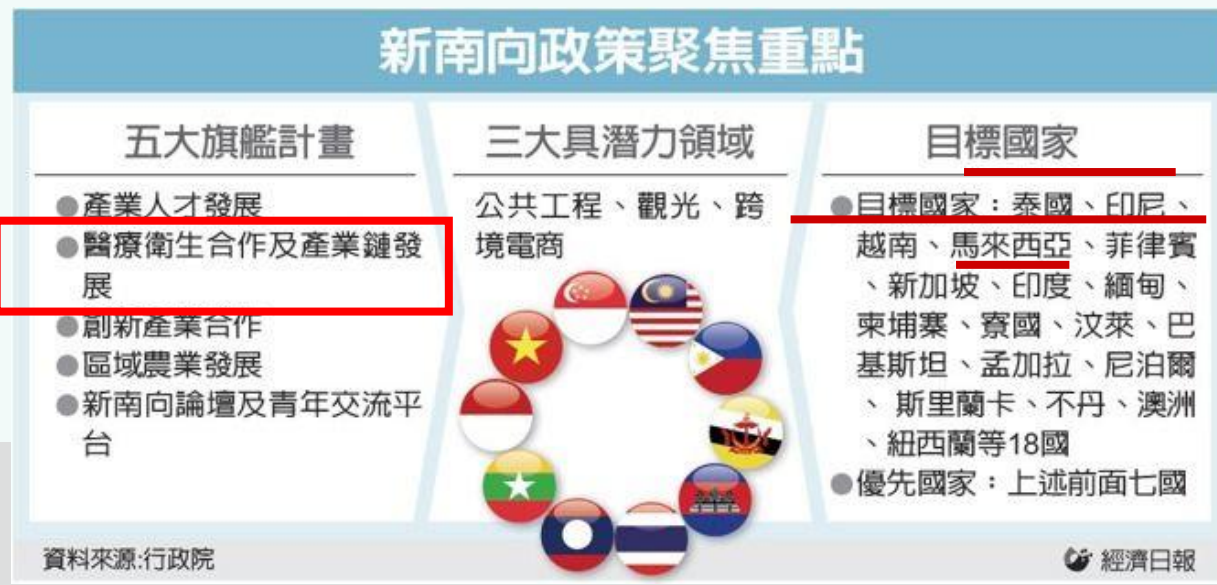 新南向政策聚焦重點
五大旗艦計畫
●產業人才發展
●醫療衛生合作及產業鏈發
展
●創新產業合作
●區域農業發展
●新南向論壇及青年交流平
台
三大具潛力領域
公共工程、觀光、跨
境電商
目標國家
●目標國家：泰國、印尼、
越南、馬來西亞、菲律賓
、新加坡、印度、緬甸、
柬埔寨、寮國、汶萊、巴
基斯坦、孟加拉、尼泊爾
、斯里蘭卡、不丹、澳洲
、紐西蘭等18國
●優先國家：上述前面七國
資料來源:行政院
經濟日報